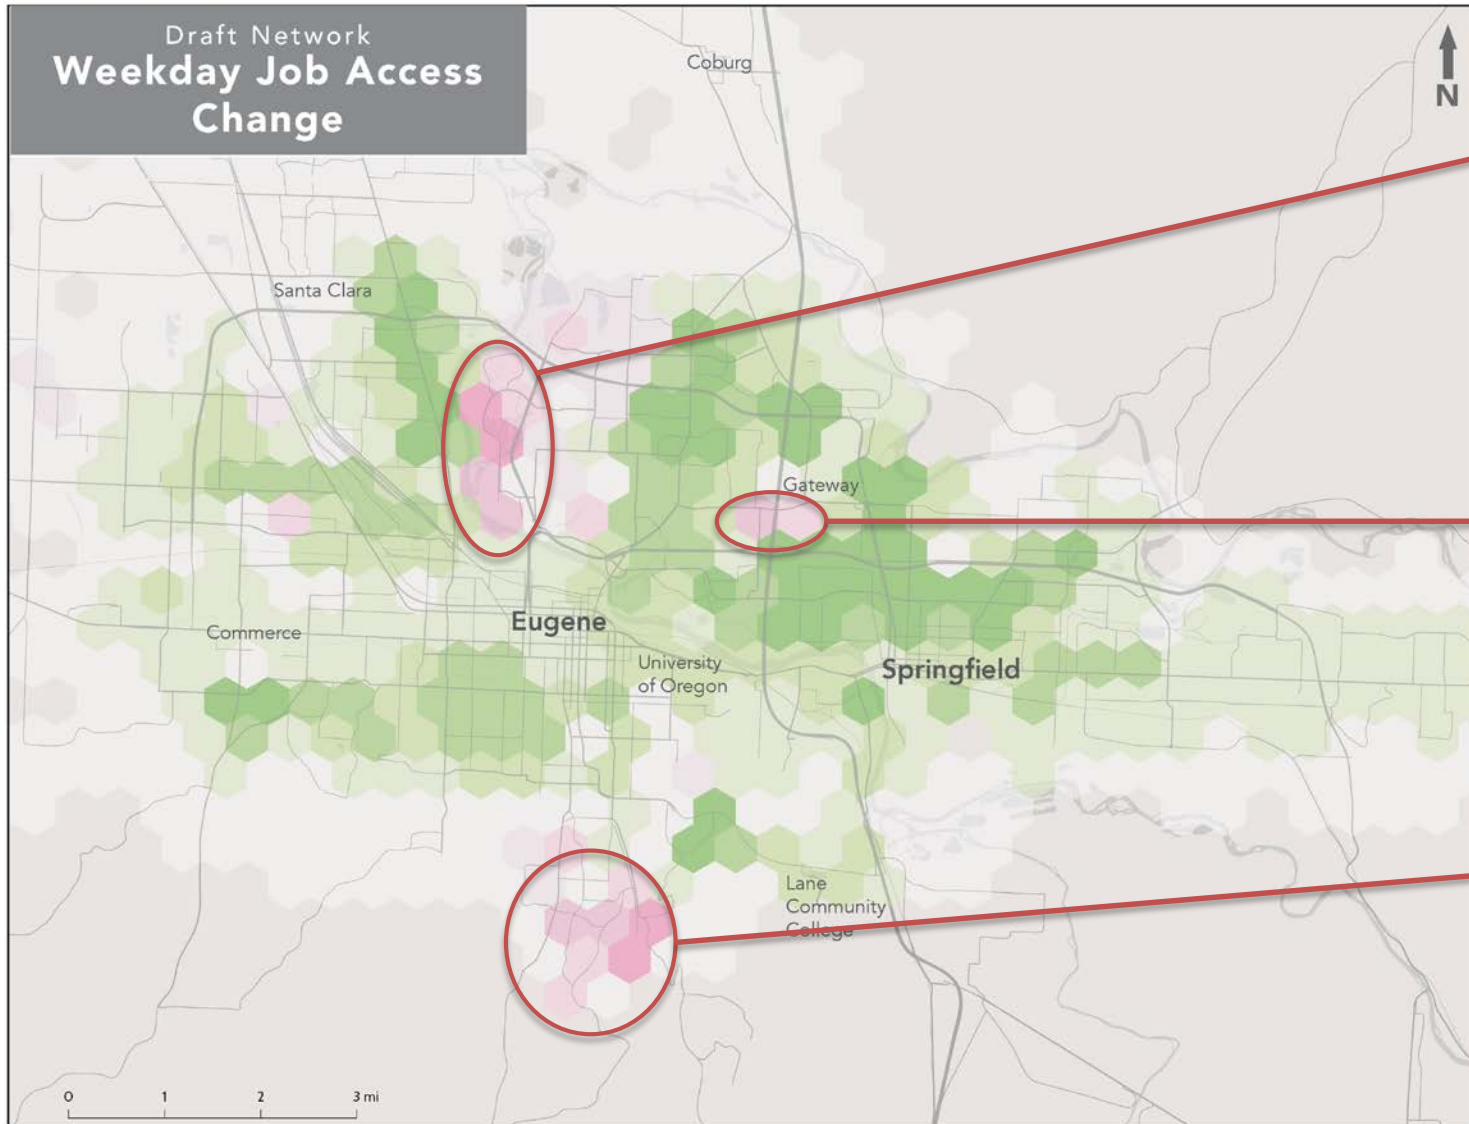 Draft Network
Weekday Job Access
Change
Coburg
N
Santa Clara
Gateway
Eugene
Commerce
University
of Oregon
Springfield
Lane
Community
College
0 1 2 3 mi